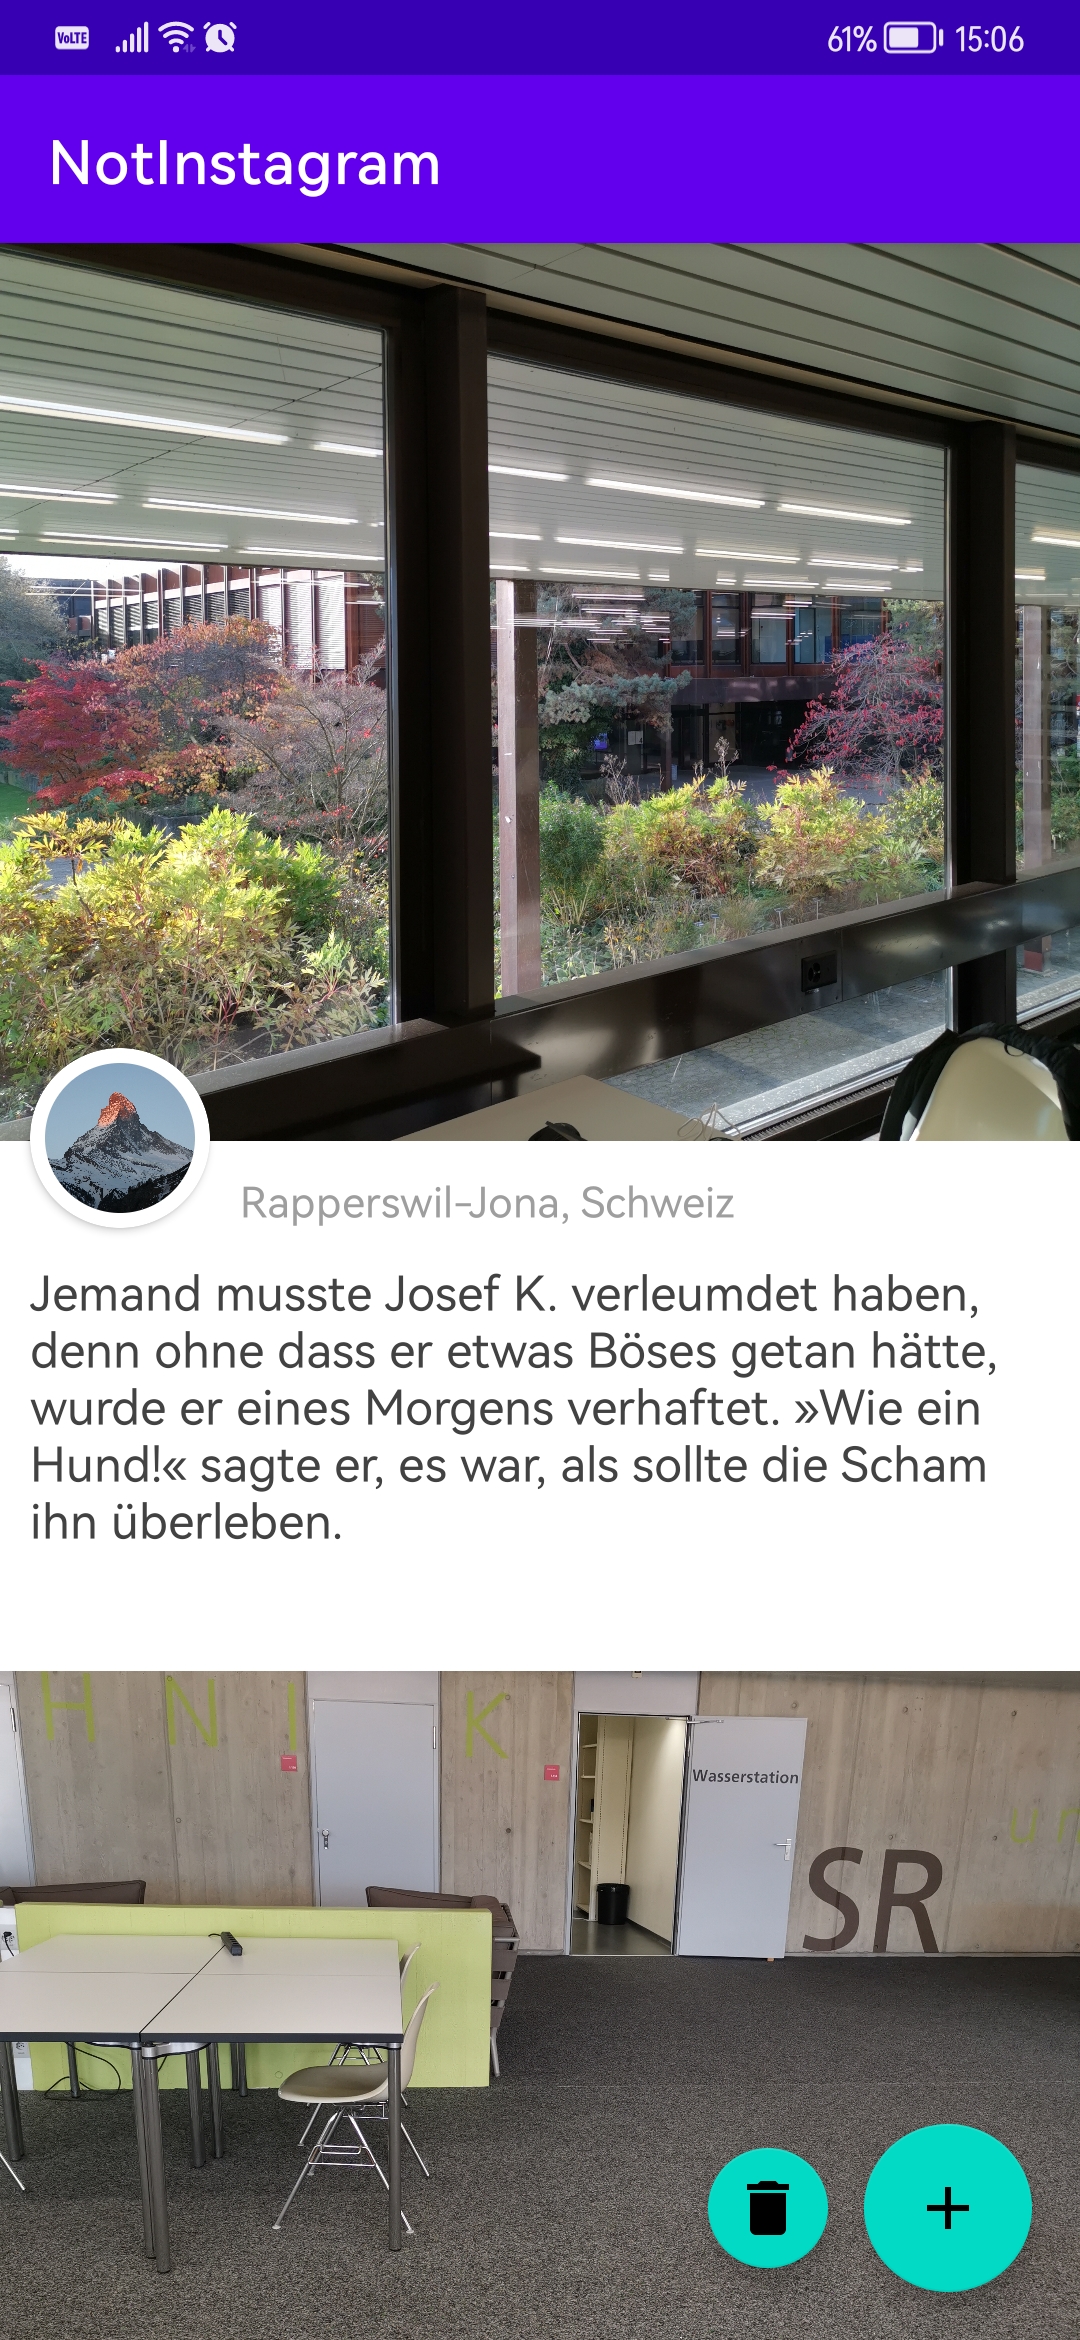 VoLTE 61% 15:06
NotInstagram
Rapperswil-Jona, Schweiz
Jemand musste Josef K. verleumdet haben,
denn ohne dass er etwas Böses getan hätte,
wurde er eines Morgens verhaftet. »Wie ein
Hund!« sagte er, es war, als sollte die Scham
ihn überleben.
H N I K
Wasserstation
un
SR